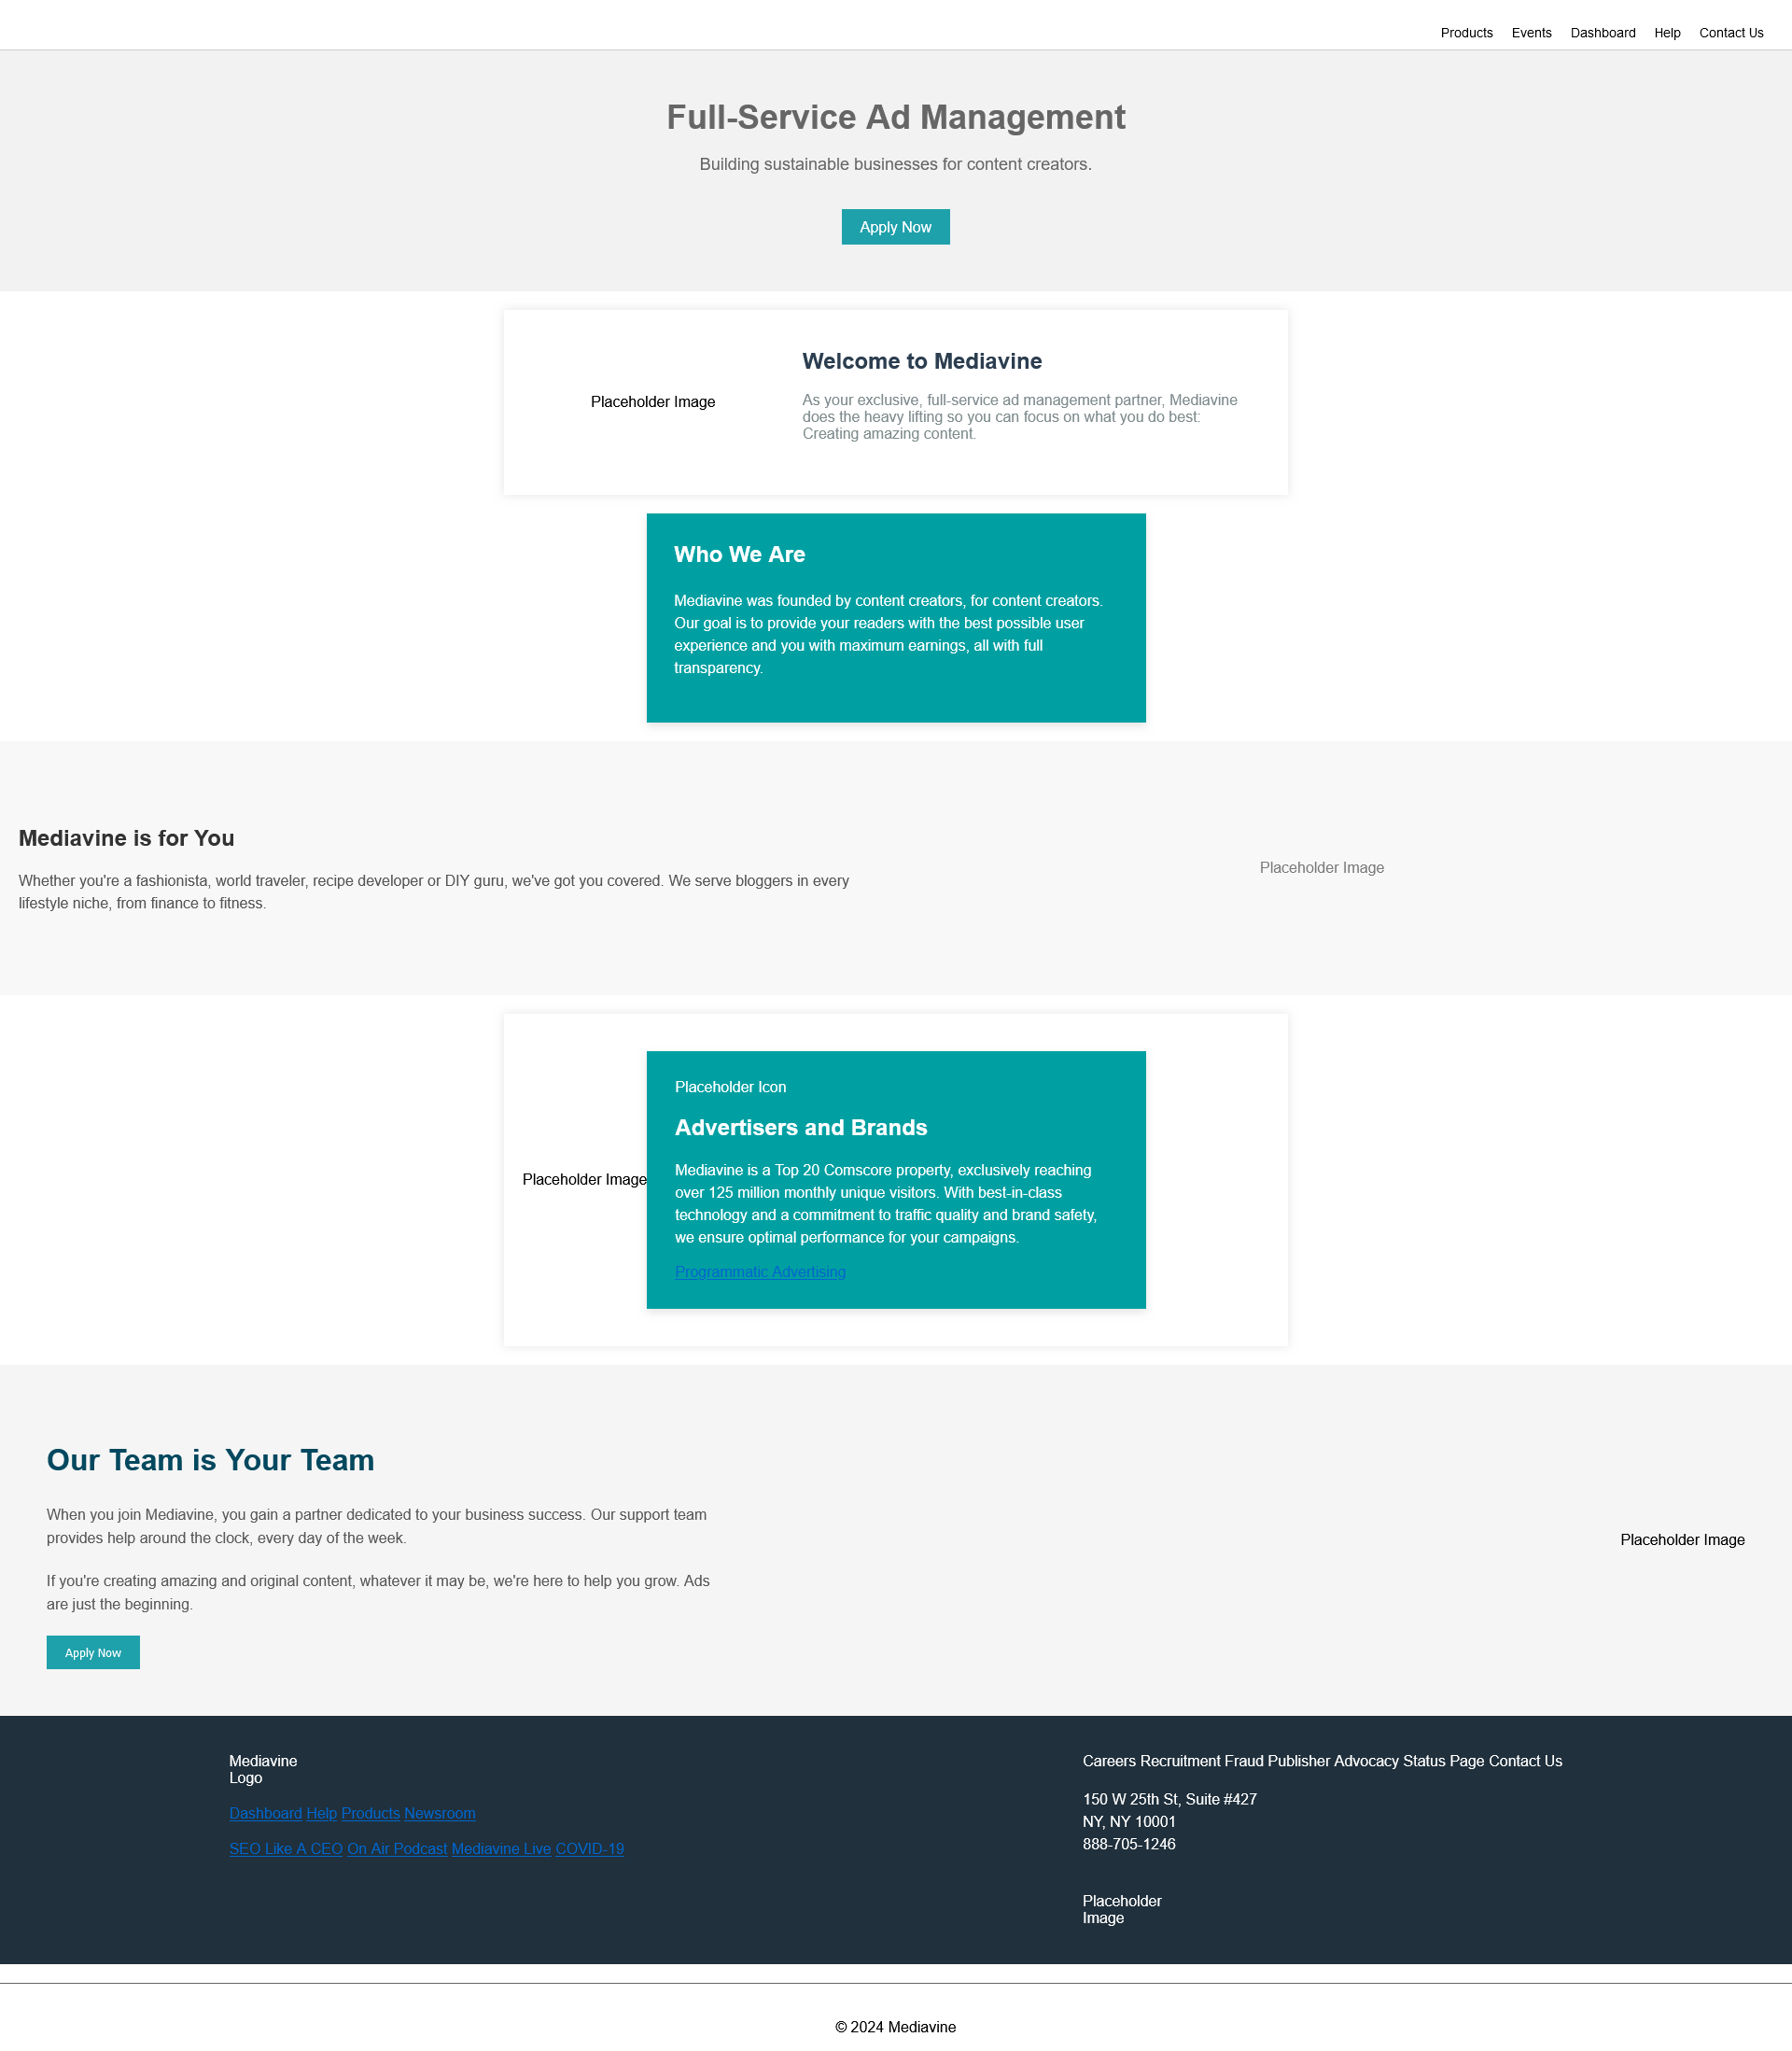 Products Events Dashboard Help Contact Us
Full-Service Ad Management
Building sustainable businesses for content creators.
Apply Now
Placeholder Image
Welcome to Mediavine
As your exclusive, full-service ad management partner, Mediavine
does the heavy lifting so you can focus on what you do best:
Creating amazing content.
Who We Are
Mediavine was founded by content creators, for content creators.
Our goal is to provide your readers with the best possible user
experience and you with maximum earnings, all with full
transparency.
Mediavine is for You
Whether you're a fashionista, world traveler, recipe developer or DIY guru, we've got you covered. We serve bloggers in every
lifestyle niche, from finance to fitness.
Placeholder Image
Placeholder Image
Placeholder Icon
Advertisers and Brands
Mediavine is a Top 20 Comscore property, exclusively reaching
over 125 million monthly unique visitors. With best-in-class
technology and a commitment to traffic quality and brand safety,
we ensure optimal performance for your campaigns.
Programmatic Advertising
Our Team is Your Team
When you join Mediavine, you gain a partner dedicated to your business success. Our support team
provides help around the clock, every day of the week.
If you're creating amazing and original content, whatever it may be, we're here to help you grow. Ads
are just the beginning.
Apply Now
Placeholder Image
Mediavine
Logo
Dashboard Help Products Newsroom
SEO Like A CEO On Air Podcast Mediavine Live COVID-19
Careers Recruitment Fraud Publisher Advocacy Status Page Contact Us
150 W 25th St, Suite #427
NY, NY 10001
888-705-1246
Placeholder
Image
© 2024 Mediavine